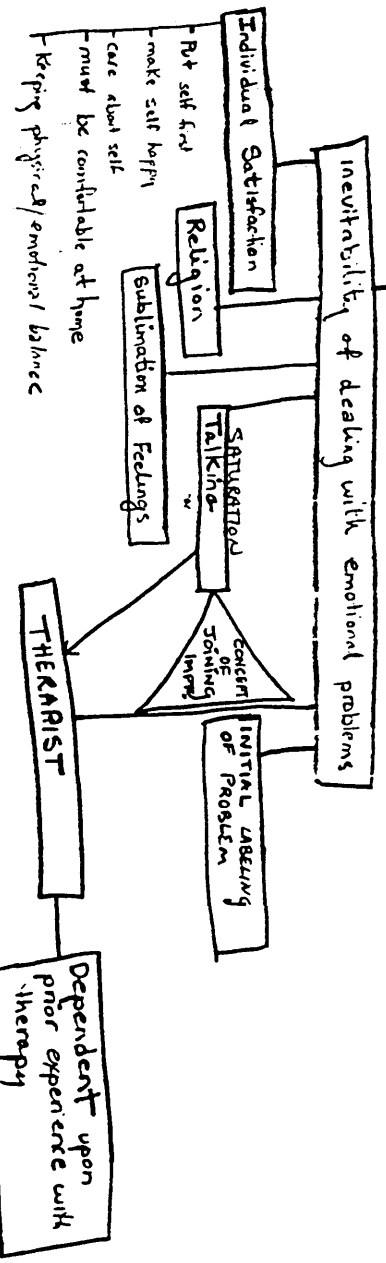 inevitability of dealing with emotional problems
Individual Satisfaction
- Put self first
- make self happy
- care about self
- must be comfortable at home
- Keeping physical/emotional balance
Religion
Sublimation of Feelings
SATURATION
Talking
CONCEPT
OF
JOINING
IMPT.
INITIAL LABELING
OF PROBLEM
THERAPIST
Dependent upon
prior experience with
therapy